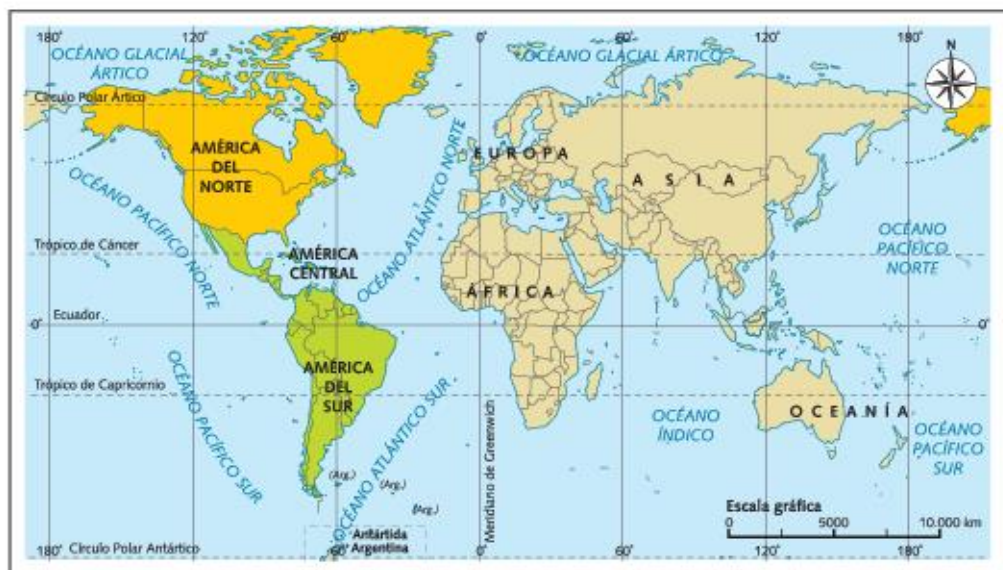 180°
120°
60°
0°
60°
120°
180°
OCÉANO GLACIAL
ÁRTICO
OCÉANO GLACIAL ÁRTICO
N
Círculo Polar Ártico
AMÉRICA
DEL
NORTE
EUROPA
ASIA
OCÉANO PACÍFICO NORTE
OCÉANO ATLÁNTICO NORTE
OCÉANO
PACÍFICO
NORTE
Trópico de Cáncer
AMÉRICA
CENTRAL
ÁFRICA
Ecuador
0°
0°
AMÉRICA
DEL
SUR
Trópico de Capricornio
OCÉANO PACÍFICO SUR
OCÉANO ATLÁNTICO SUR
Meridiano de Greenwich
OCÉANO
ÍNDICO
OCEANÍA
OCÉANO
PACÍFICO
SUR
(Arg.)
(Arg.)
(Arg.)
Escala gráfica
0
5000
10.000 km
Antártida
Argentina
Círculo Polar Antártico
180°
120°
60°
0°
60°
120°
180°